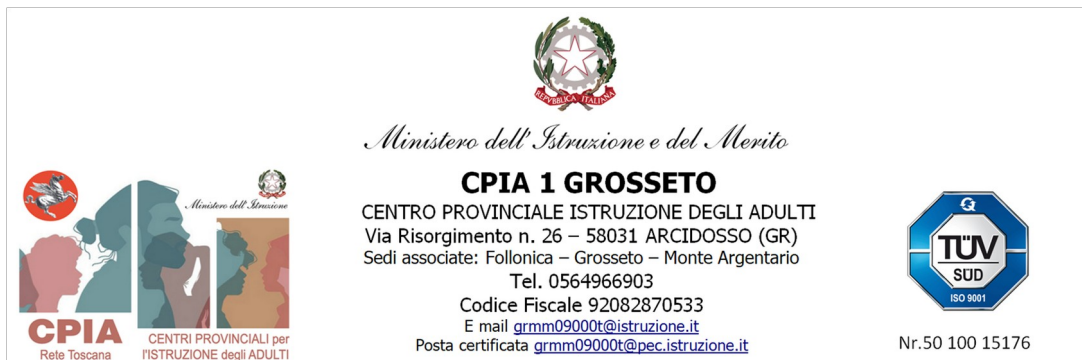 REPVBBLICA ITALIANA
Ministero dell'Istruzione e del Merito
CPIA 1 GROSSETO
CENTRO PROVINCIALE ISTRUZIONE DEGLI ADULTI
Via Risorgimento n. 26 – 58031 ARCIDOSSO (GR)
Sedi associate: Follonica – Grosseto – Monte Argentario
Tel. 0564966903
Codice Fiscale 92082870533
E mail grmm09000t@istruzione.it
Posta certificata grmm09000t@pec.istruzione.it
Ministero dell'Istruzione
CPIA
Rete Toscana
CENTRI PROVINCIALI per
l'ISTRUZIONE degli ADULTI
TÜV
SÜD
ISO 9001
Nr.50 100 15176